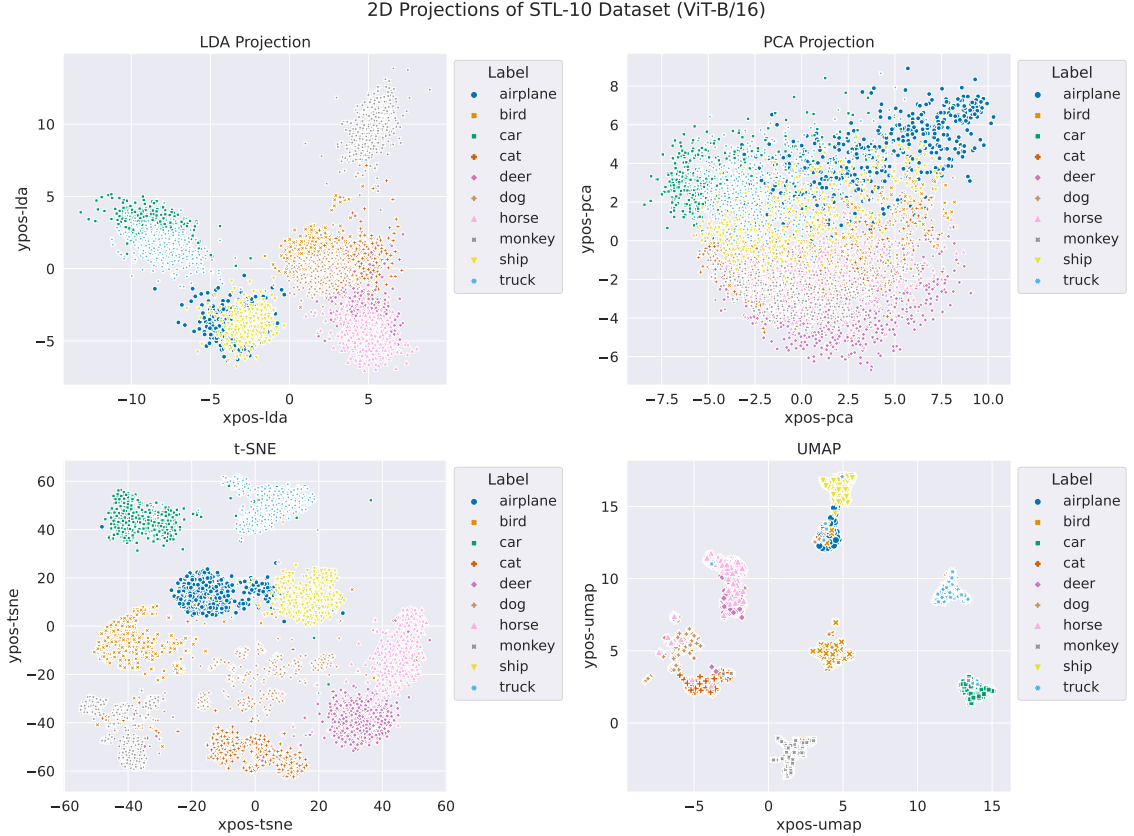 2D Projections of STL-10 Dataset (ViT-B/16)
LDA Projection
10
5
0
−5
−10
−5
0
5
xpos-lda
ypos-lda
Label
airplane
bird
car
cat
deer
dog
horse
monkey
ship
truck
PCA Projection
8
6
4
2
0
−2
−4
−6
−7.5
−5.0
−2.5
0.0
2.5
5.0
7.5
10.0
xpos-pca
ypos-pca
Label
airplane
bird
car
cat
deer
dog
horse
monkey
ship
truck
t-SNE
60
40
20
0
−20
−40
−60
−60
−40
−20
0
20
40
60
xpos-tsne
ypos-tsne
Label
airplane
bird
car
cat
deer
dog
horse
monkey
ship
truck
UMAP
15
10
5
0
−5
0
5
10
15
xpos-umap
ypos-umap
Label
airplane
bird
car
cat
deer
dog
horse
monkey
ship
truck